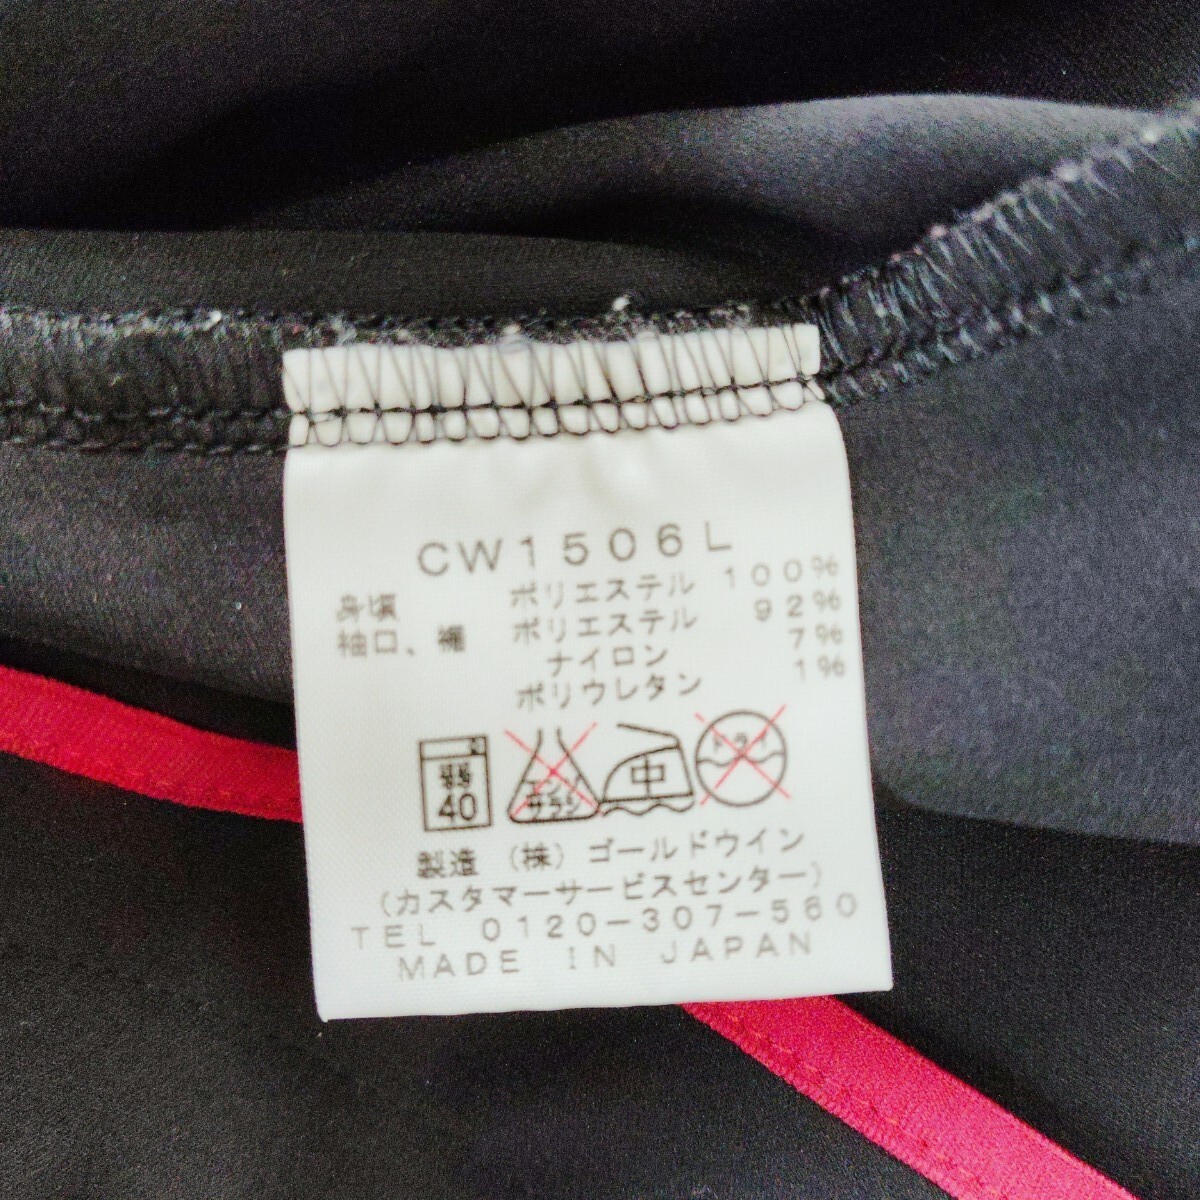 CW1506L
身頃 ポリエステル 100%
袖口、裾 ポリエステル 92%
ナイロン 7%
ポリウレタン 1%
弱 40 エンソサラシ 中 ドライ
製造 (株) ゴールドウイン
(カスタマーサービスセンター)
TEL 0120-307-560
MADE IN JAPAN